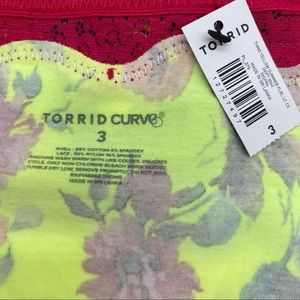 TORRID CURVE
3
SHELL : 95% COTTON 5% SPANDEX
LACE : 90% NYLON 10% SPANDEX
MACHINE WASH WARM WITH LIKE COLORS, DELICATE
CYCLE, ONLY NON-CHLORINE BLEACH WHEN NEEDED.
TUMBLE DRY LOW, REMOVE PROMPTLY, DO NOT IRON.
THONG
MADE IN SRI LANKA
TORRID
12127497
3